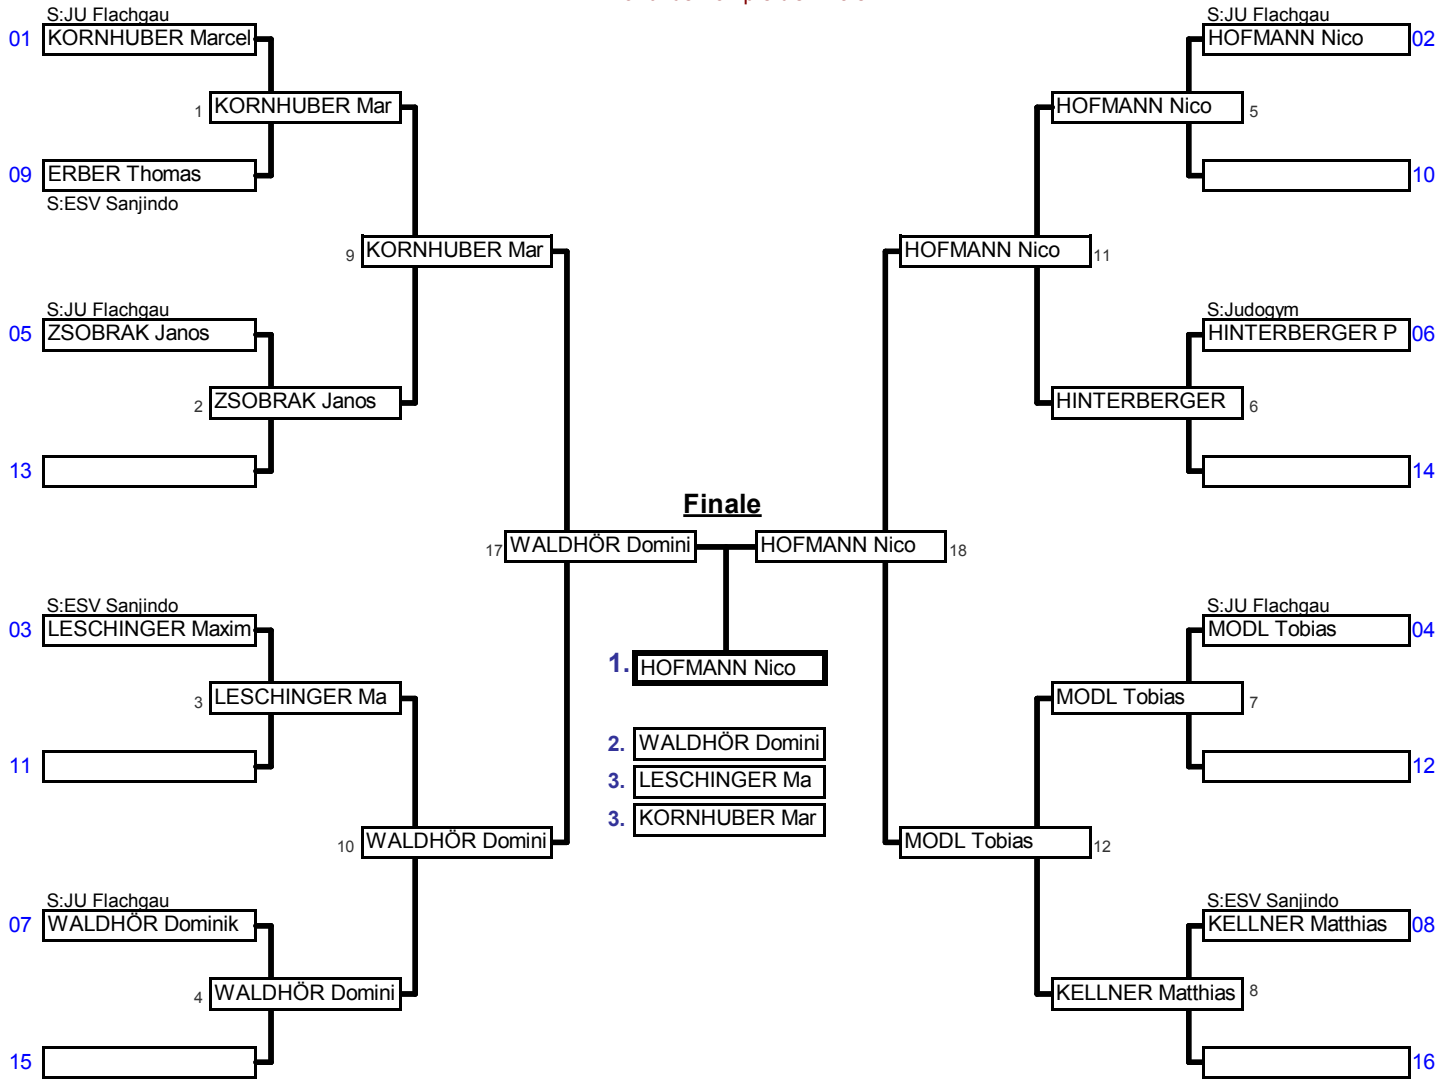 S:JU Flachgau
01 KORNHUBER Marcel
1 KORNHUBER Mar
09 ERBER Thomas
S:ESV Sanjindo
9 KORNHUBER Mar
S:JU Flachgau
05 ZSOBRAK Janos
2 ZSOBRAK Janos
13
17 WALDHÖR Domini
S:ESV Sanjindo
03 LESCHINGER Maxim
3 LESCHINGER Ma
11
10 WALDHÖR Domini
S:JU Flachgau
07 WALDHÖR Dominik
4 WALDHÖR Domini
15
Finale
1. HOFMANN Nico
2. WALDHÖR Domini
3. LESCHINGER Ma
3. KORNHUBER Mar
S:JU Flachgau
HOFMANN Nico 02
HOFMANN Nico 5
10
HOFMANN Nico 11
S:Judogym
HINTERBERGER P 06
HINTERBERGER 6
14
HOFMANN Nico 18
S:JU Flachgau
MODL Tobias 04
MODL Tobias 7
12
MODL Tobias 12
S:ESV Sanjindo
KELLNER Matthias 08
KELLNER Matthias 8
16